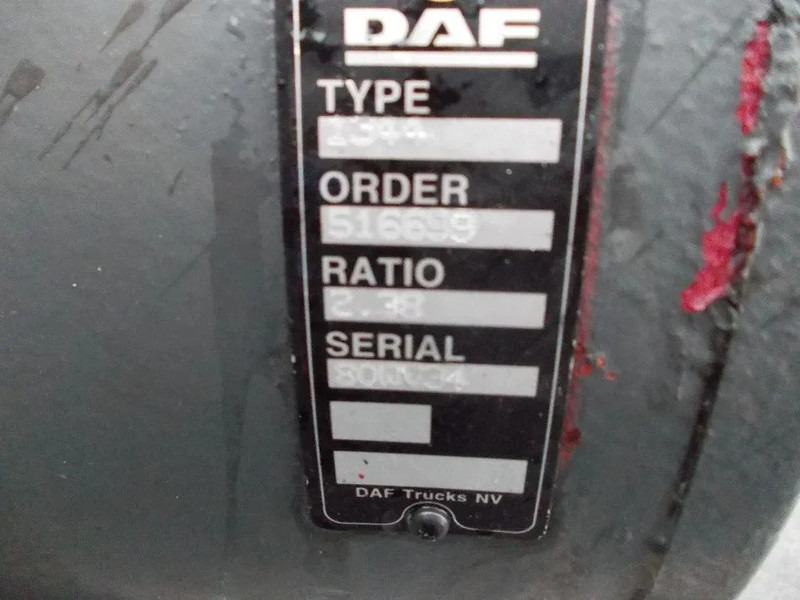 DAF
TYPE
1344
ORDER
516699
RATIO
2.38
SERIAL
DAF Trucks NV